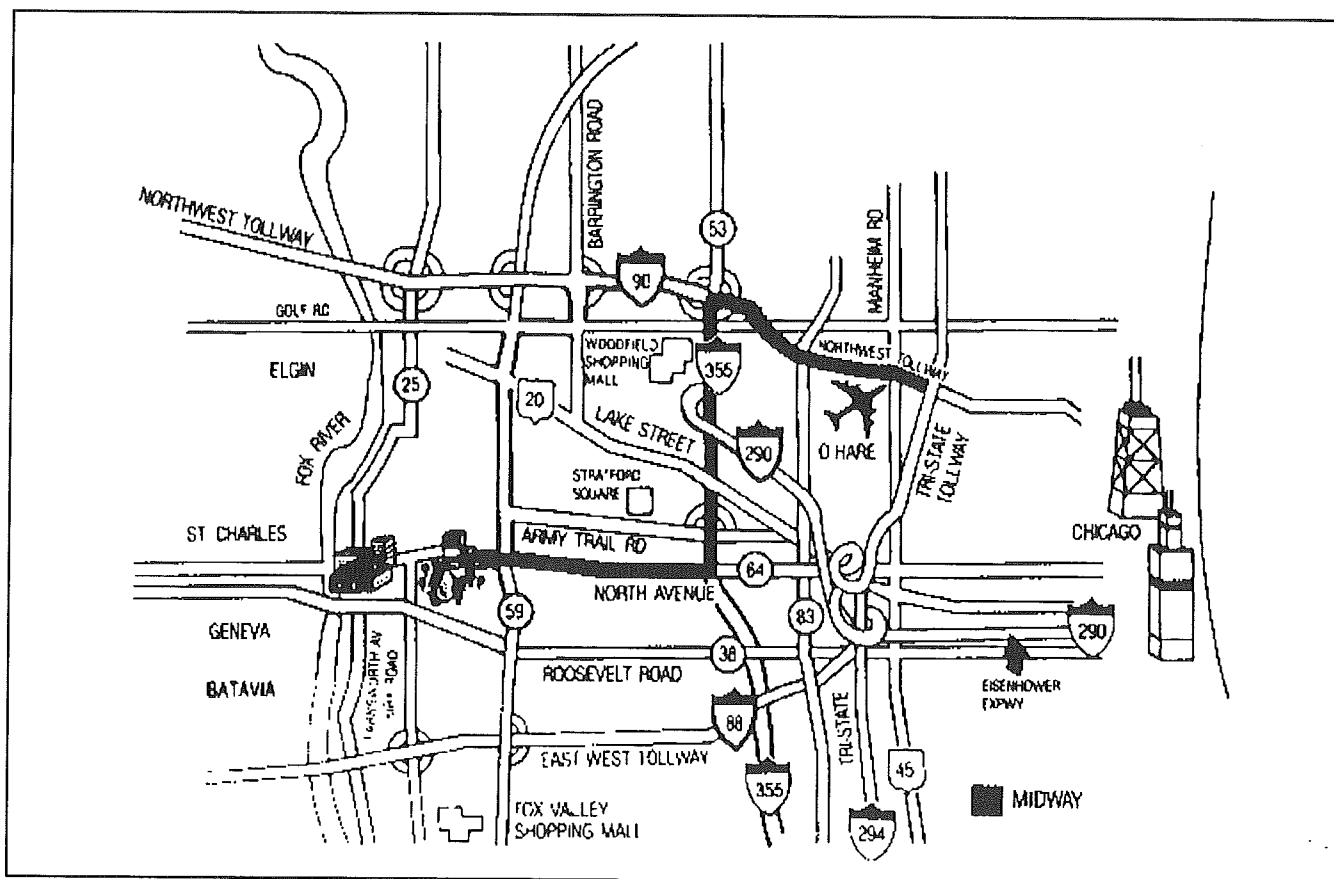 NORTHWEST TOLLWAY
BARRINGTON ROAD
53
MANHEIM RD
90
GOLF RD
WOODFIELD
SHOPPING
MALL
355
NORTHWEST TOLLWAY
ELGIN
25
20
LAKE STREET
290
O HARE
TRI-STATE
TOLLWAY
FOX RIVER
STRATFORD
SQUARE
ST CHARLES
ARMY TRAIL RD
CHICAGO
64
NORTH AVENUE
59
83
290
GENEVA
38
ROOSEVELT ROAD
BATAVIA
EISENHOWER
EXPWY
ROAD
88
TRI-STATE
EAST WEST TOLLWAY
355
45
MIDWAY
FOX VALLEY
SHOPPING MALL
294